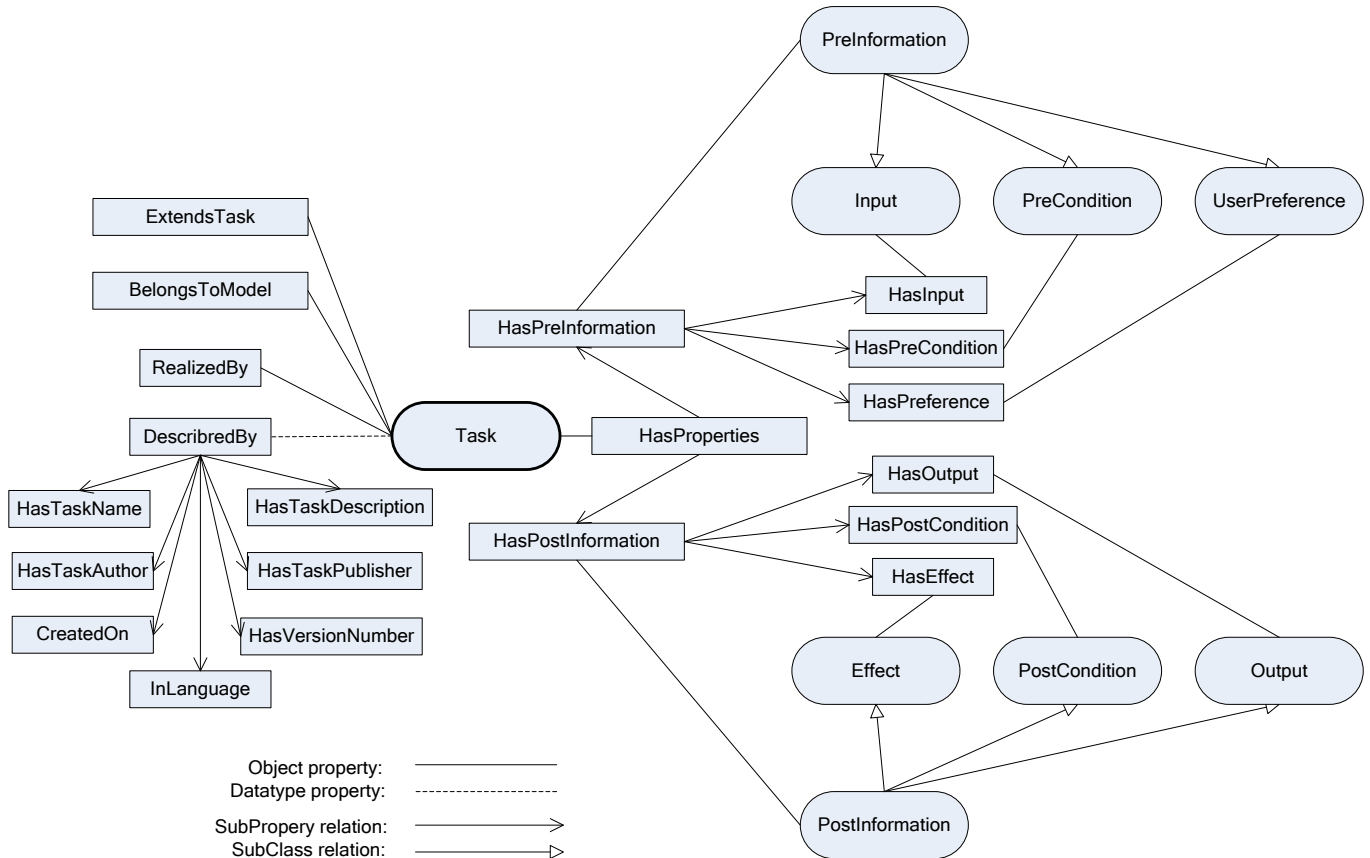 PreInformation
Input
PreCondition
UserPreference
ExtendsTask
BelongsToModel
RealizedBy
DescribredBy
HasTaskName
HasTaskDescription
HasTaskAuthor
HasTaskPublisher
CreatedOn
HasVersionNumber
InLanguage
Task
HasProperties
HasPreInformation
HasInput
HasPreCondition
HasPreference
HasPostInformation
HasOutput
HasPostCondition
HasEffect
Effect
PostCondition
Output
PostInformation
Object property:
Datatype property:
SubPropery relation:
SubClass relation: